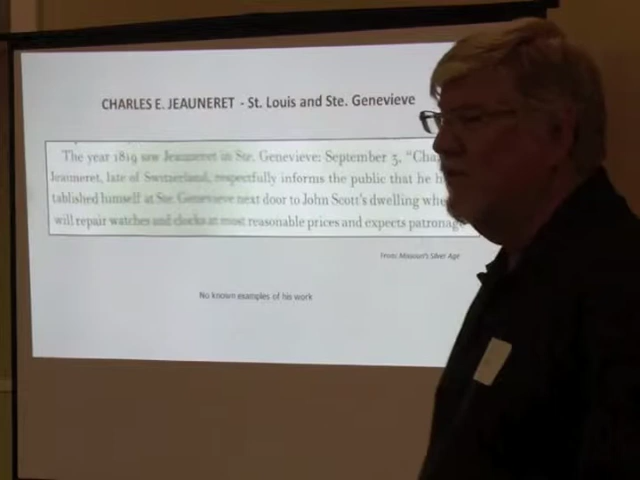 CHARLES E. JEAUNERET - St. Louis and Ste. Genevieve
The year 1819 saw Jeauneret in Ste. Genevieve: September 3. "Cha
Jeauneret, late of Switzerland, respectfully informs the public that he h
tablished himself at Ste. Genevieve next door to John Scott's dwelling whe
will repair watches and clocks at most reasonable prices and expects patronag
From: Missouri's Silver Age
No known examples of his work